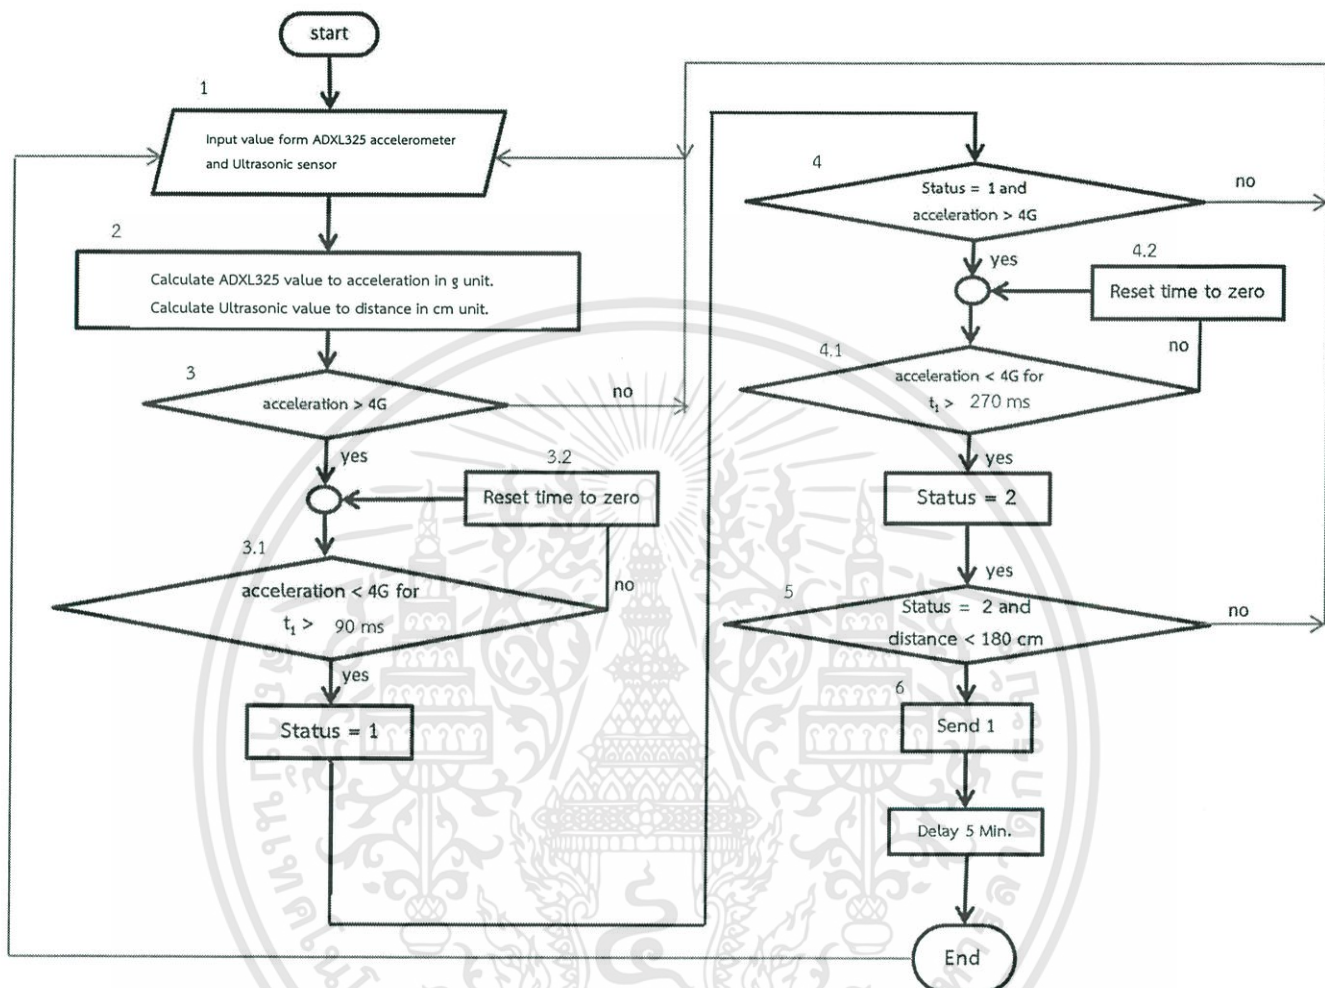 start
1
Input value form ADXL325 accelerometer
and Ultrasonic sensor
2
Calculate ADXL325 value to acceleration in g unit.
Calculate Ultrasonic value to distance in cm unit.
3
acceleration > 4G
no
yes
3.2
Reset time to zero
3.1
acceleration < 4G for
t₁ > 90 ms
no
yes
Status = 1
4
Status = 1 and
acceleration > 4G
no
yes
4.2
Reset time to zero
4.1
acceleration < 4G for
t₁ > 270 ms
no
yes
Status = 2
yes
5
Status = 2 and
distance < 180 cm
no
6
Send 1
Delay 5 Min.
End